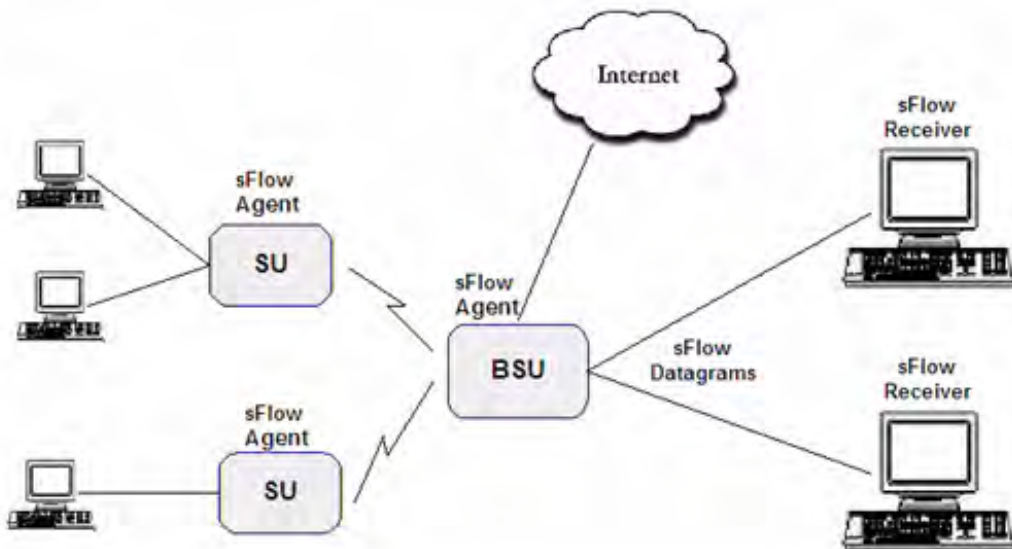 Internet
sFlow
Receiver
sFlow
Agent
SU
sFlow
Agent
BSU
sFlow
Datagrams
sFlow
Receiver
sFlow
Agent
SU